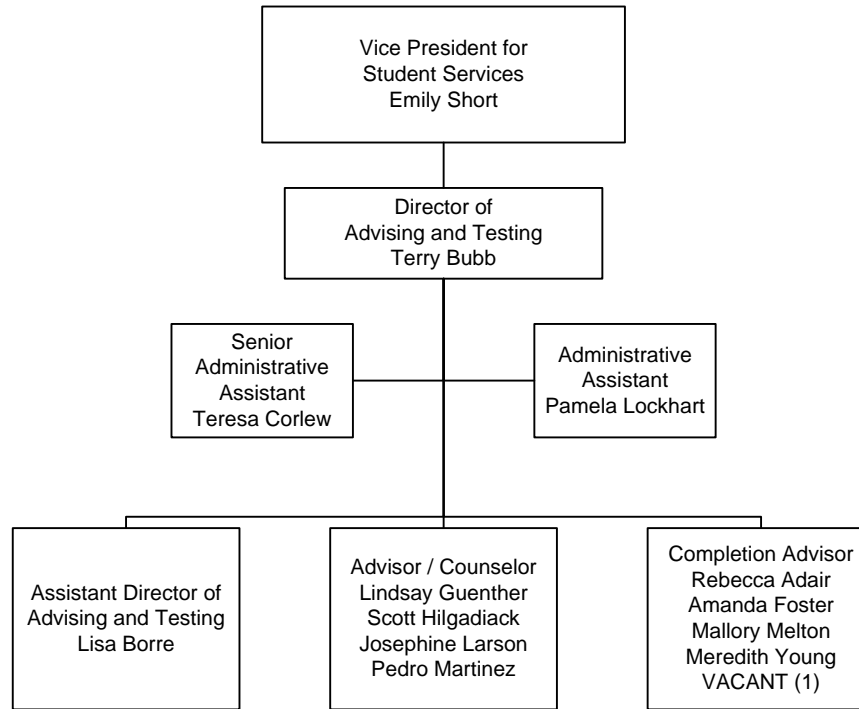 Vice President for
Student Services
Emily Short
Director of
Advising and Testing
Terry Bubb
Senior
Administrative
Assistant
Teresa Corlew
Administrative
Assistant
Pamela Lockhart
Assistant Director of
Advising and Testing
Lisa Borre
Advisor / Counselor
Lindsay Guenther
Scott Hilgadiack
Josephine Larson
Pedro Martinez
Completion Advisor
Rebecca Adair
Amanda Foster
Mallory Melton
Meredith Young
VACANT (1)